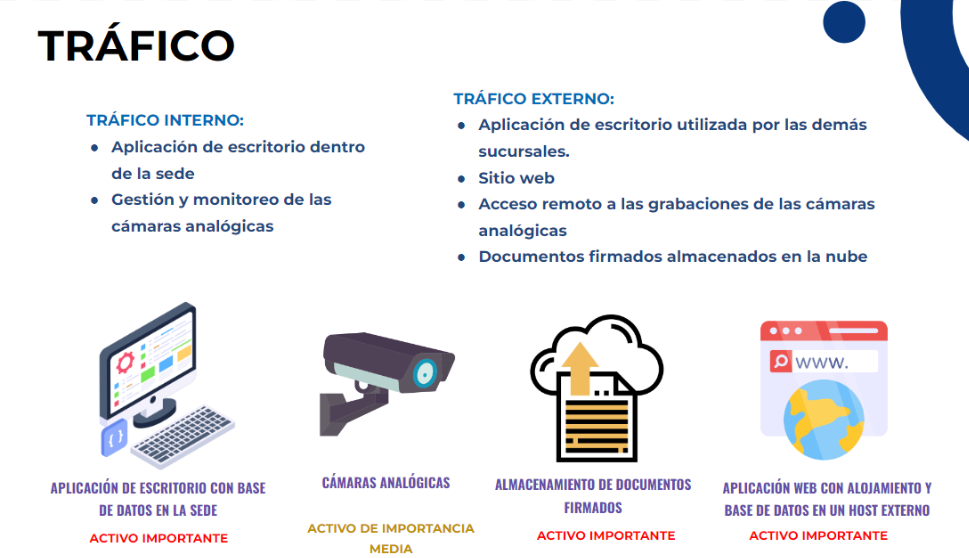 TRÁFICO
TRÁFICO INTERNO:
● Aplicación de escritorio dentro
de la sede
● Gestión y monitoreo de las
cámaras analógicas
TRÁFICO EXTERNO:
● Aplicación de escritorio utilizada por las demás
sucursales.
● Sitio web
● Acceso remoto a las grabaciones de las cámaras
analógicas
● Documentos firmados almacenados en la nube
{ }
WWW.
APLICACIÓN DE ESCRITORIO CON BASE
DE DATOS EN LA SEDE
ACTIVO IMPORTANTE
CÁMARAS ANALÓGICAS
ACTIVO DE IMPORTANCIA
MEDIA
ALMACENAMIENTO DE DOCUMENTOS
FIRMADOS
ACTIVO IMPORTANTE
APLICACIÓN WEB CON ALOJAMIENTO Y
BASE DE DATOS EN UN HOST EXTERNO
ACTIVO IMPORTANTE